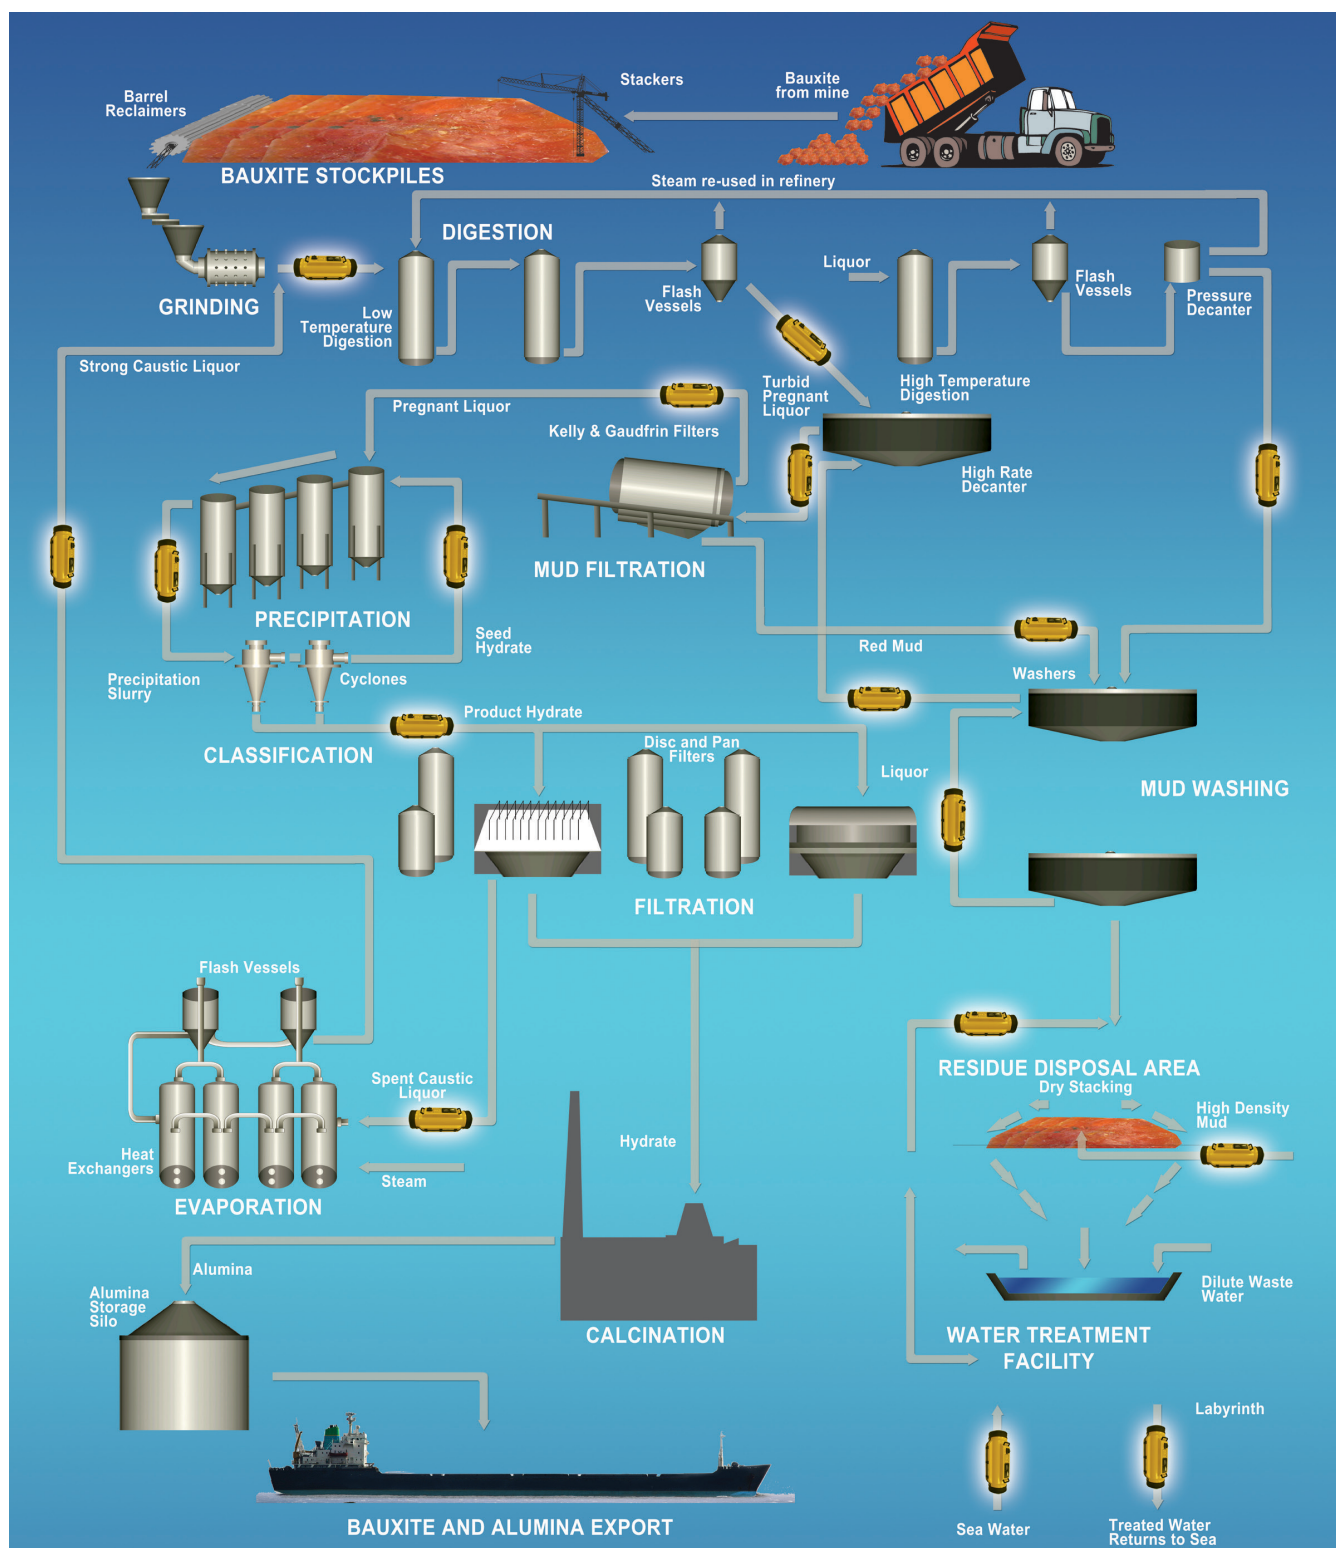 Stackers
Bauxite
from mine
Barrel
Reclaimers
BAUXITE STOCKPILES
Steam re-used in refinery
DIGESTION
Liquor
Flash
Vessels
Flash
Vessels
Pressure
Decanter
GRINDING
Low
Temperature
Digestion
Strong Caustic Liquor
Turbid
Pregnant
Liquor
High Temperature
Digestion
Pregnant Liquor
Kelly & Gaudfrin Filters
High Rate
Decanter
MUD FILTRATION
PRECIPITATION
Seed
Hydrate
Red Mud
Precipitation
Slurry
Cyclones
Washers
Product Hydrate
CLASSIFICATION
Disc and Pan
Filters
Liquor
MUD WASHING
FILTRATION
Flash Vessels
RESIDUE DISPOSAL AREA
Dry Stacking
Spent Caustic
Liquor
High Density
Mud
Heat
Exchangers
Hydrate
Steam
EVAPORATION
Alumina
Alumina
Storage
Silo
Dilute Waste
Water
CALCINATION
WATER TREATMENT
FACILITY
Labyrinth
BAUXITE AND ALUMINA EXPORT
Sea Water
Treated Water
Returns to Sea